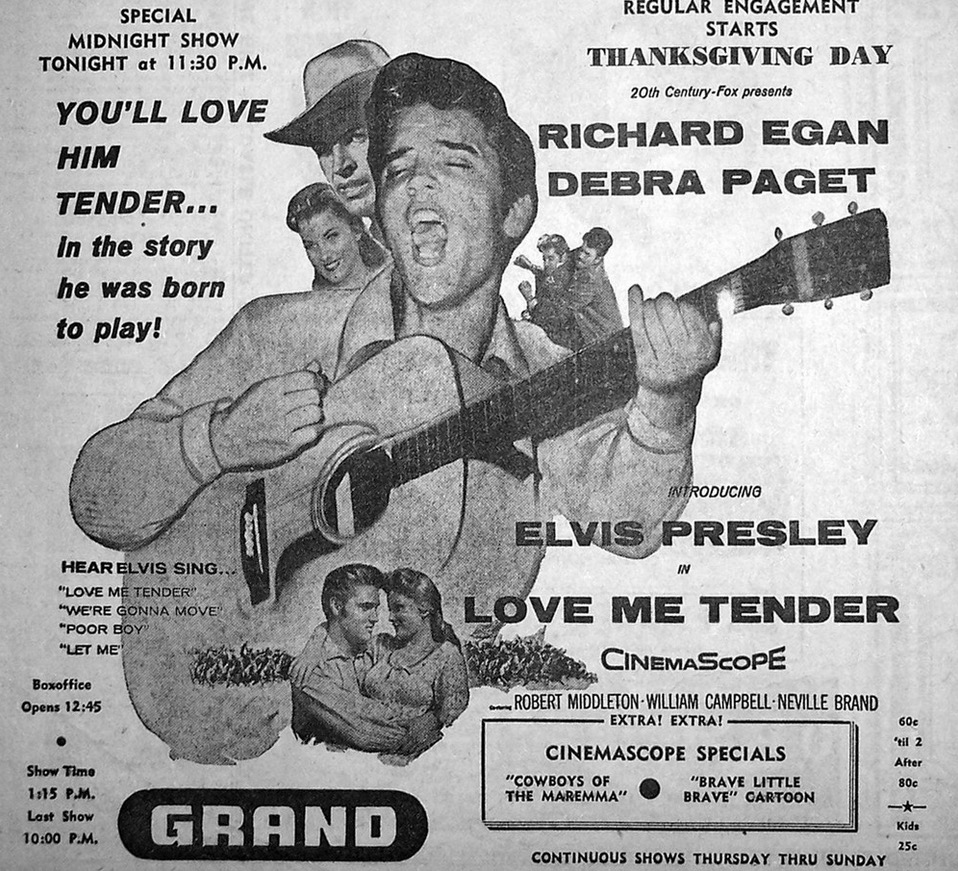 SPECIAL
MIDNIGHT SHOW
TONIGHT at 11:30 P.M.
REGULAR ENGAGEMENT
STARTS
THANKSGIVING DAY
20th Century-Fox presents
RICHARD EGAN
DEBRA PAGET
YOU'LL LOVE
HIM
TENDER...
in the story
he was born
to play!
INTRODUCING
ELVIS PRESLEY
IN
LOVE ME TENDER
CINEMASCOPE
HEAR ELVIS SING...
"LOVE ME TENDER"
"WE'RE GONNA MOVE"
"POOR BOY"
"LET ME"
ROBERT MIDDLETON · WILLIAM CAMPBELL · NEVILLE BRAND
Boxoffice
Opens 12:45
Show Time
1:15 P.M.
Last Show
10:00 P.M.
GRAND
EXTRA! EXTRA!
CINEMASCOPE SPECIALS
"COWBOYS OF
THE MAREMMA"
"BRAVE LITTLE
BRAVE" CARTOON
60c
'til 2
After
80c
Kids
25c
CONTINUOUS SHOWS THURSDAY THRU SUNDAY